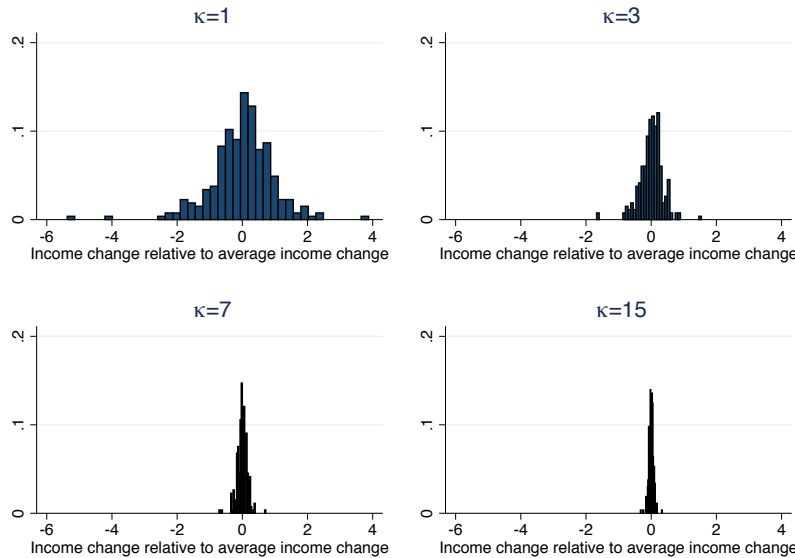 κ=1
.2
.1
0
-6 -4 -2 0 2 4
Income change relative to average income change
κ=3
.2
.1
0
-6 -4 -2 0 2 4
Income change relative to average income change
κ=7
.2
.1
0
-6 -4 -2 0 2 4
Income change relative to average income change
κ=15
.2
.1
0
-6 -4 -2 0 2 4
Income change relative to average income change